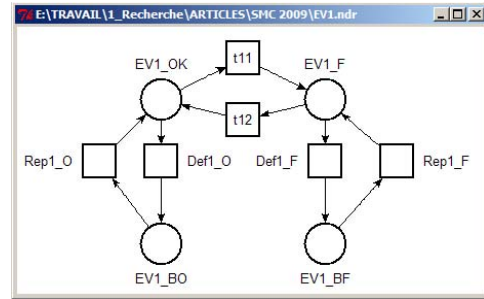 E:\TRAVAIL\1_Recherche\ARTICLES\SMC 2009\EV1.ndr
EV1_OK t11 EV1_F
t12
Rep1_O Def1_O Def1_F Rep1_F
EV1_BO EV1_BF